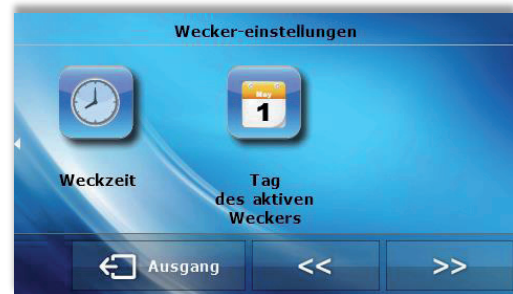 Wecker-einstellungen
May
1
Weckzeit
Tag
des aktiven
Weckers
Ausgang
<<
>>